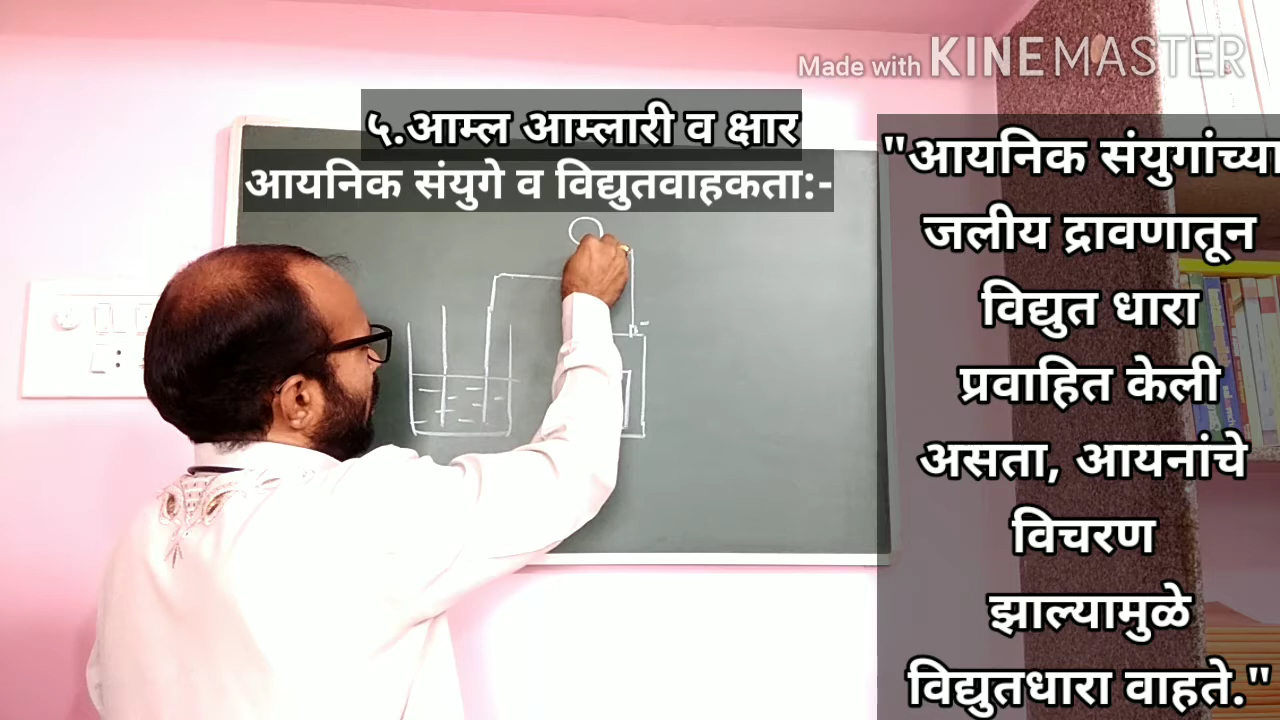 Made with KINEMASTER
५.आम्ल आम्लारी व क्षार
आयनिक संयुगे व विद्युतवाहकता:-
"आयनिक संयुगांच्या
जलीय द्रावणातून
विद्युत धारा
प्रवाहित केली
असता, आयनांचे
विचरण
झाल्यामुळे
विद्युतधारा वाहते."